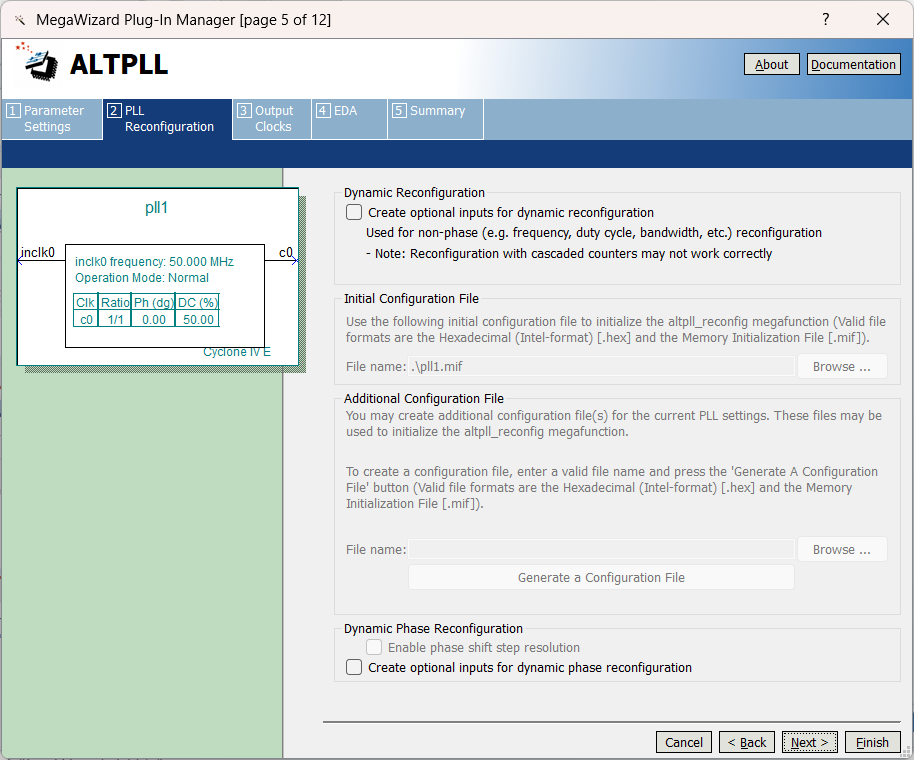 MegaWizard Plug-In Manager [page 5 of 12]
?
ALTPLL
About
Documentation
1 Parameter Settings
2 PLL Reconfiguration
3 Output Clocks
4 EDA
5 Summary
pll1
inclk0
c0
inclk0 frequency: 50.000 MHz
Operation Mode: Normal
Clk Ratio Ph (dg) DC (%)
c0 1/1 0.00 50.00
Cyclone IV E
Dynamic Reconfiguration
Create optional inputs for dynamic reconfiguration
Used for non-phase (e.g. frequency, duty cycle, bandwidth, etc.) reconfiguration
- Note: Reconfiguration with cascaded counters may not work correctly
Initial Configuration File
Use the following initial configuration file to initialize the altpll_reconfig megafunction (Valid file
formats are the Hexadecimal (Intel-format) [.hex] and the Memory Initialization File [.mif]).
File name: .\pll1.mif
Browse ...
Additional Configuration File
You may create additional configuration file(s) for the current PLL settings. These files may be
used to initialize the altpll_reconfig megafunction.
To create a configuration file, enter a valid file name and press the 'Generate A Configuration
File' button (Valid file formats are the Hexadecimal (Intel-format) [.hex] and the Memory
Initialization File [.mif]).
File name:
Browse ...
Generate a Configuration File
Dynamic Phase Reconfiguration
Enable phase shift step resolution
Create optional inputs for dynamic phase reconfiguration
Cancel
< Back
Next >
Finish